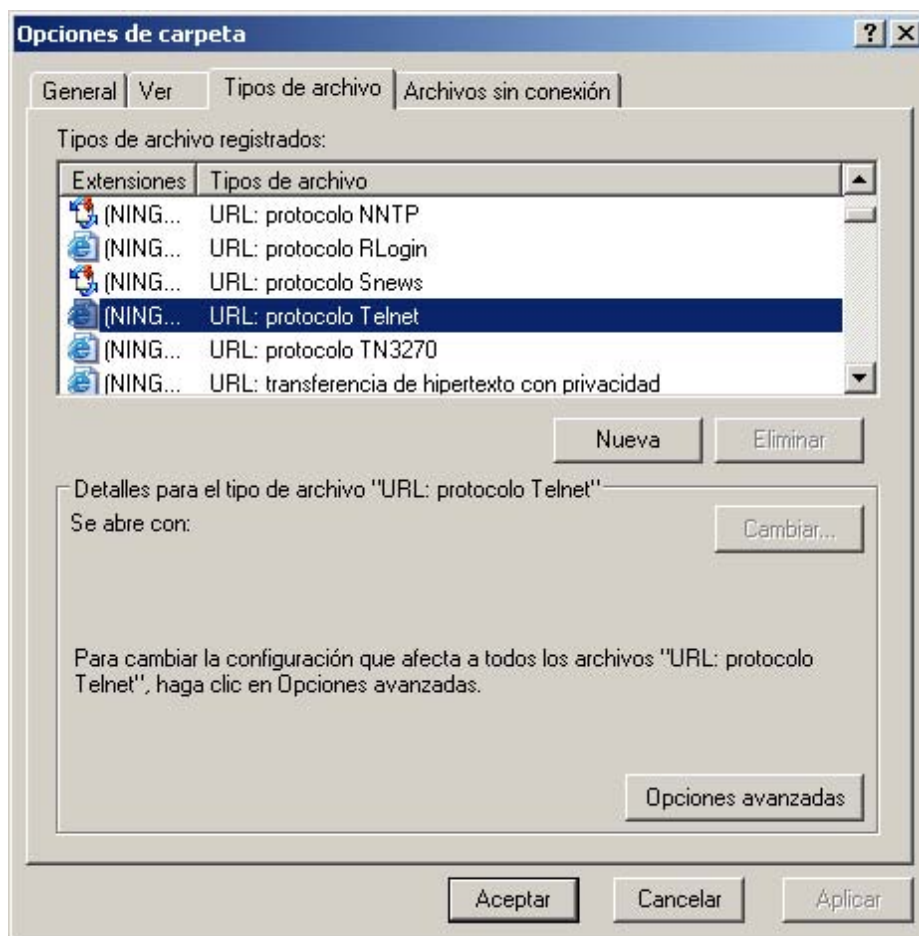 Opciones de carpeta
General Ver Tipos de archivo Archivos sin conexión
Tipos de archivo registrados:
Extensiones Tipos de archivo
(NING... URL: protocolo NNTP
(NING... URL: protocolo RLogin
(NING... URL: protocolo Snews
(NING... URL: protocolo Telnet
(NING... URL: protocolo TN3270
(NING... URL: transferencia de hipertexto con privacidad
Nueva Eliminar
Detalles para el tipo de archivo "URL: protocolo Telnet"
Se abre con: Cambiar...
Para cambiar la configuración que afecta a todos los archivos "URL: protocolo
Telnet", haga clic en Opciones avanzadas.
Opciones avanzadas
Aceptar Cancelar Aplicar